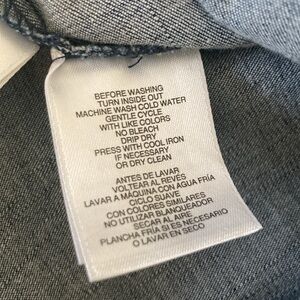 BEFORE WASHING
TURN INSIDE OUT
MACHINE WASH COLD WATER
GENTLE CYCLE
WITH LIKE COLORS
NO BLEACH
DRIP DRY
PRESS WITH COOL IRON
IF NECESSARY
OR DRY CLEAN
ANTES DE LAVAR
VOLTEAR AL REVÉS
LAVAR A MÁQUINA CON AGUA FRÍA
CICLO SUAVE
CON COLORES SIMILARES
NO UTILIZAR BLANQUEADOR
SECAR AL AIRE
PLANCHA FRÍA SI ES NECESARIO
O LAVAR EN SECO